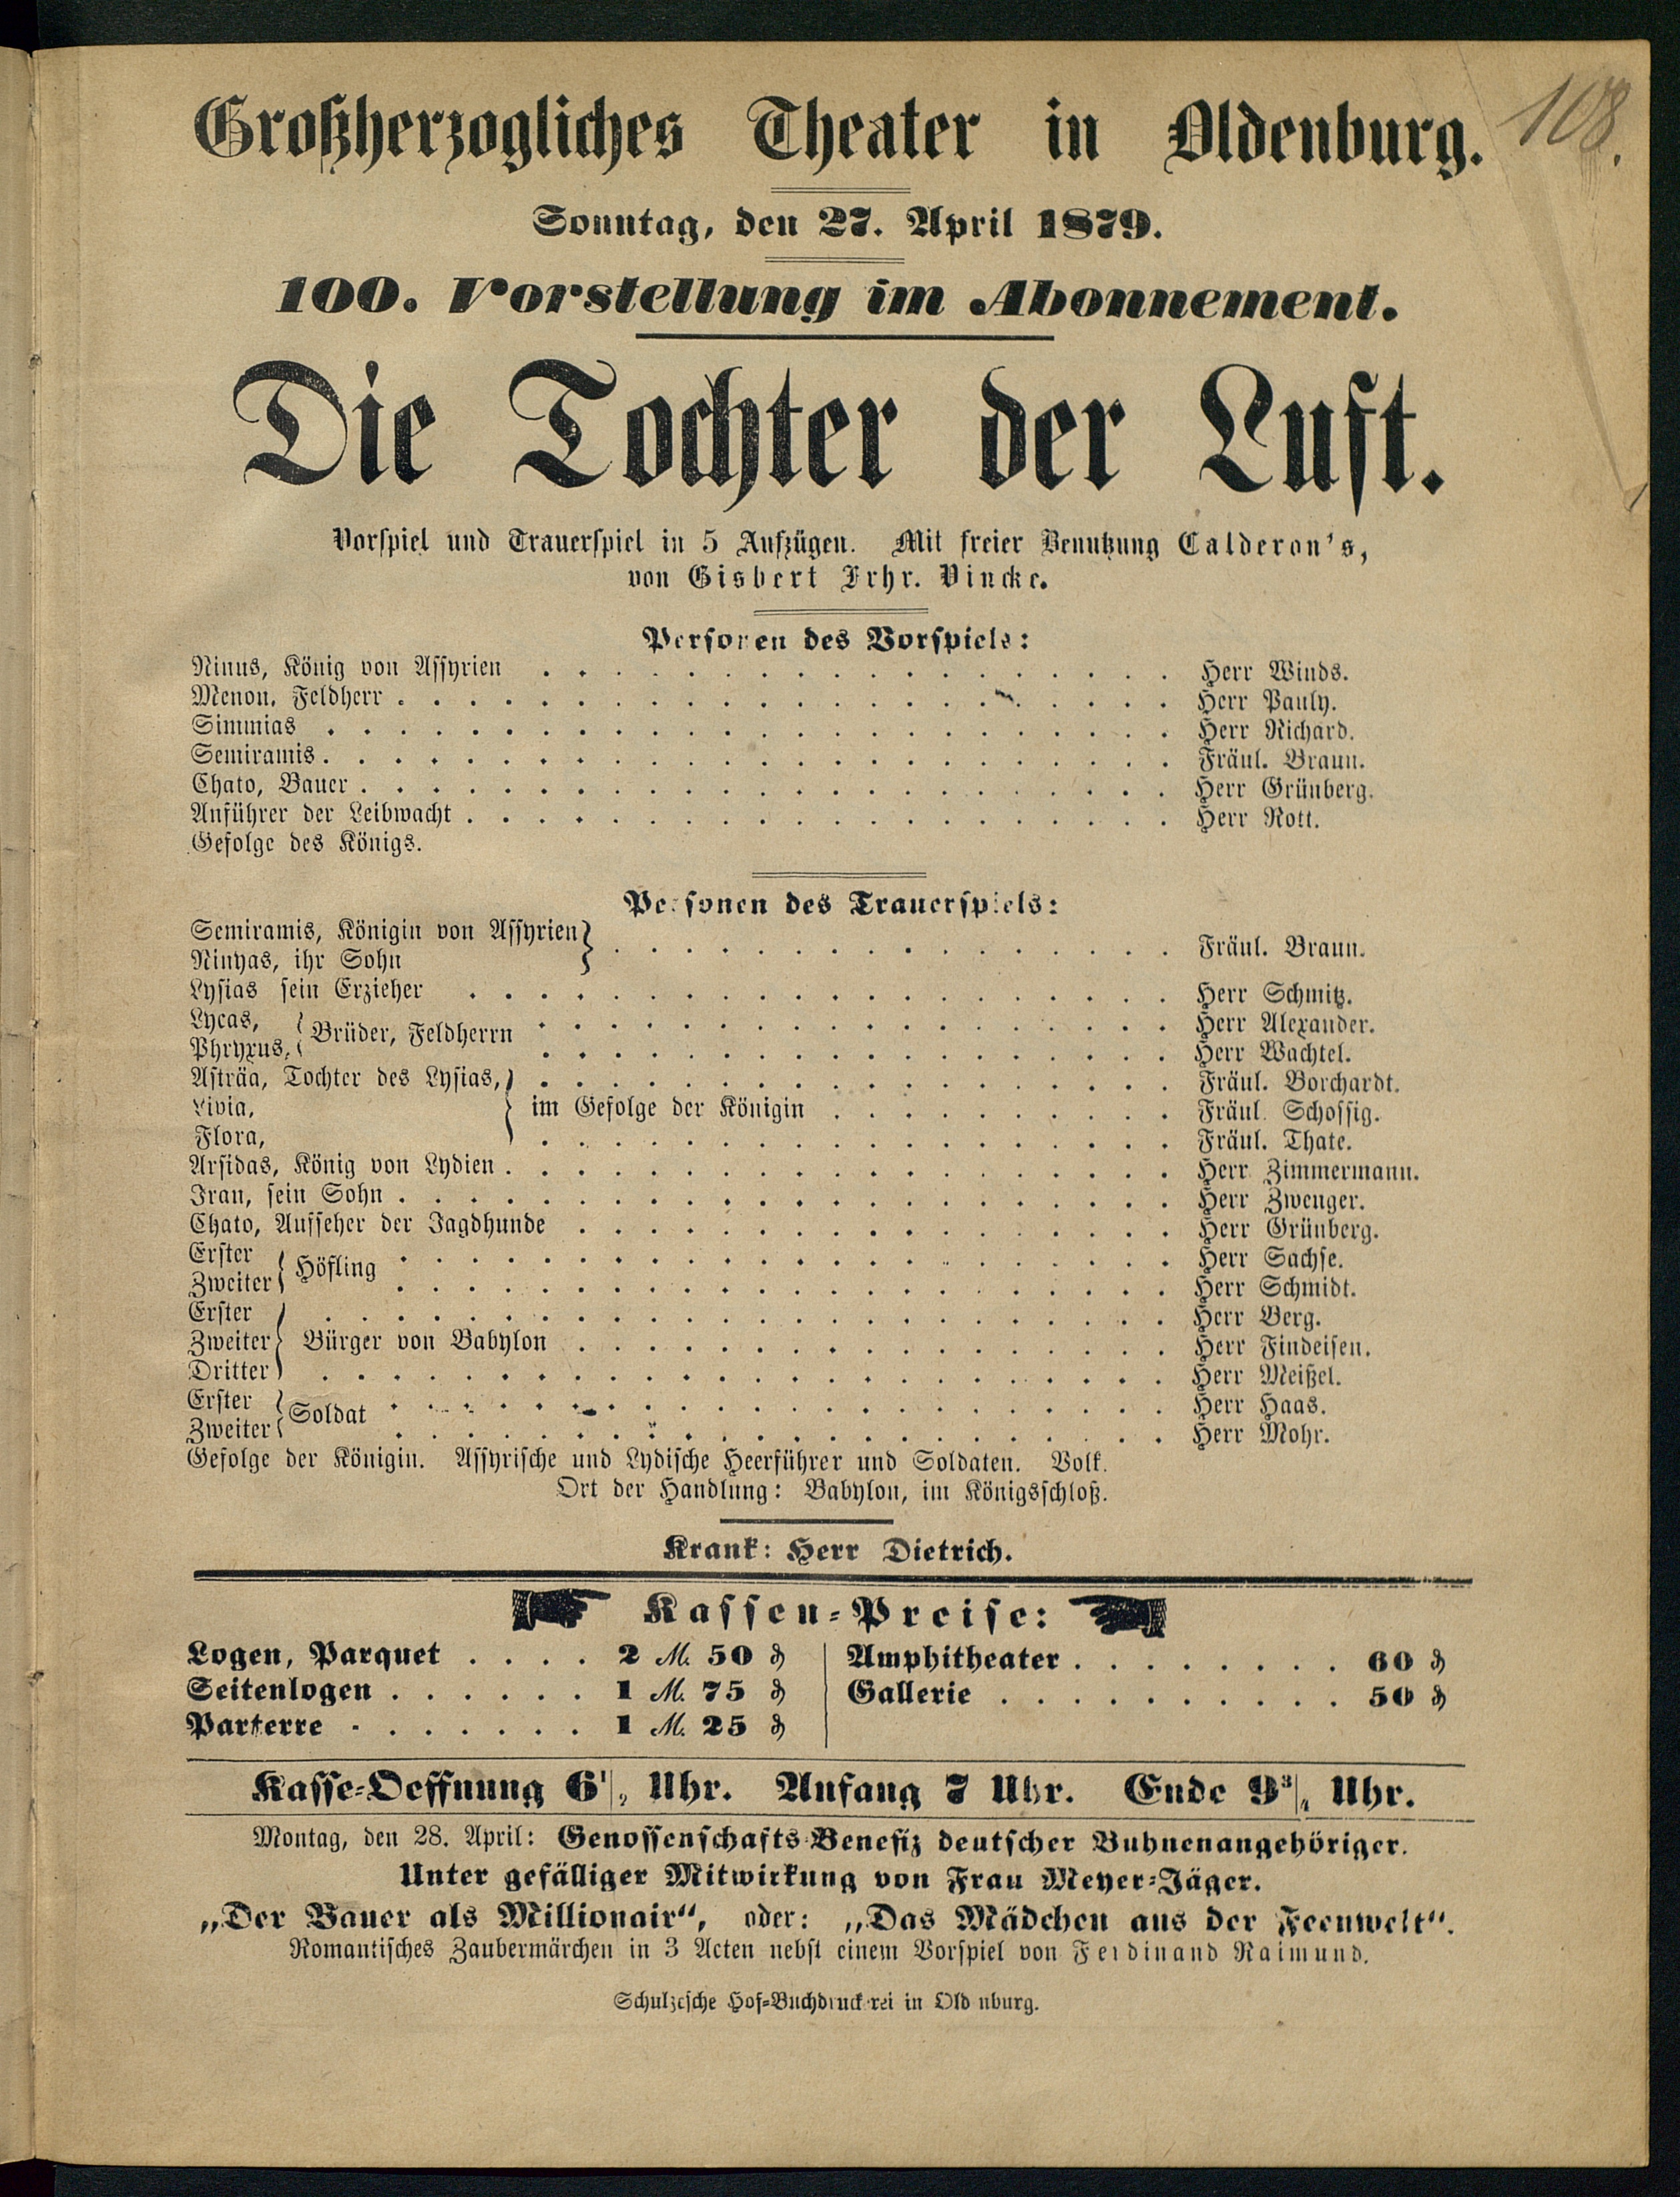 108.
Großherzogliches Theater in Oldenburg.
Sonntag, den 27. April 1879.
100. Vorstellung im Abonnement.
Die Tochter der Luft.
Vorspiel und Trauerspiel in 5 Aufzügen. Mit freier Benutzung Calderon's,
von Gisbert Frhr. Vincke.
Personen des Vorspiels:
Ninus, König von Assyrien . . . Herr Winds.
Menon, Feldherr . . . Herr Pauly.
Simmias . . . Herr Richard.
Semiramis . . . Fräul. Braun.
Chato, Bauer . . . Herr Grünberg.
Anführer der Leibwacht . . . Herr Rott.
Gefolge des Königs.
Personen des Trauerspiels:
Semiramis, Königin von Assyrien }
Ninyas, ihr Sohn } . . . Fräul. Braun.
Lysias sein Erzieher . . . Herr Schmitz.
Lycas, { Brüder, Feldherrn . . . Herr Alexander.
Phryxus, { . . . Herr Wachtel.
Asträa, Tochter des Lysias, } . . . Fräul. Borchardt.
Livia, } im Gefolge der Königin . . . Fräul. Schossig.
Flora, } . . . Fräul. Thate.
Arsidas, König von Lydien . . . Herr Zimmermann.
Iran, sein Sohn . . . Herr Zwenger.
Chato, Aufseher der Jagdhunde . . . Herr Grünberg.
Erster } Höfling . . . Herr Sachse.
Zweiter } . . . Herr Schmidt.
Erster } . . . Herr Berg.
Zweiter } Bürger von Babylon . . . Herr Findeisen.
Dritter } . . . Herr Meißel.
Erster { Soldat . . . Herr Haas.
Zweiter { . . . Herr Mohr.
Gefolge der Königin. Assyrische und Lydische Heerführer und Soldaten. Volk.
Ort der Handlung: Babylon, im Königsschloß.
Krank: Herr Dietrich.
Kassen-Preise:
Logen, Parquet . . . . 2 M. 50 ₰
Seitenlogen . . . . . . 1 M. 75 ₰
Parterre . . . . . . . 1 M. 25 ₰
Amphitheater . . . . . . . . 60 ₰
Gallerie . . . . . . . . . . 50 ₰
Kasse-Oeffnung 6 1/2 Uhr. Anfang 7 Uhr. Ende 9 3/4 Uhr.
Montag, den 28. April: Genossenschafts-Benefiz deutscher Buhnenangehöriger.
Unter gefälliger Mitwirkung von Frau Meyer-Jäger.
„Der Bauer als Millionair“, oder: „Das Mädchen aus der Feenwelt“.
Romantisches Zaubermärchen in 3 Acten nebst einem Vorspiel von Ferdinand Raimund.
Schulzesche Hof-Buchdruckerei in Oldenburg.